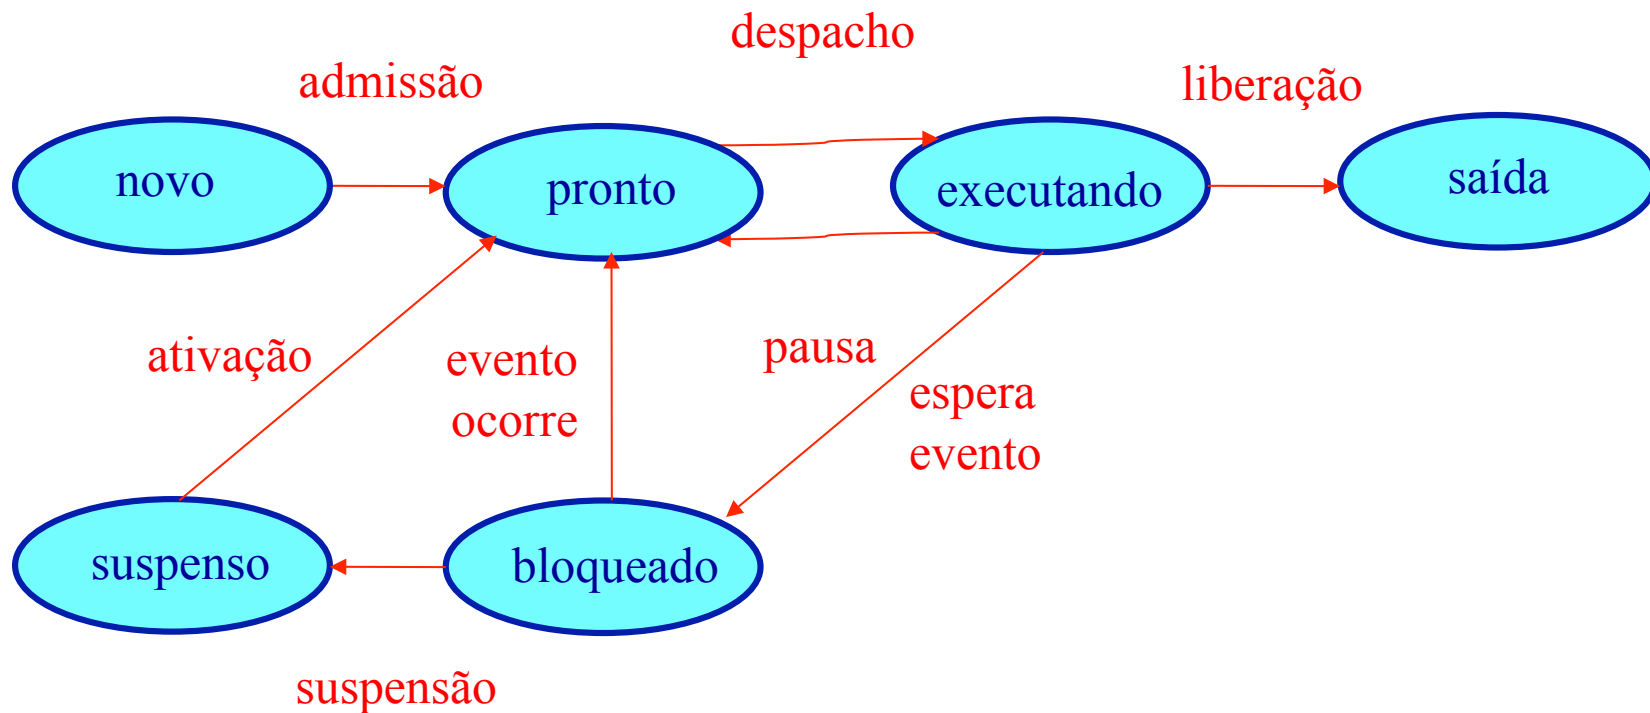 despacho
admissão
liberação
novo
pronto
executando
saída
ativação
evento
ocorre
pausa
espera
evento
suspenso
bloqueado
suspensão